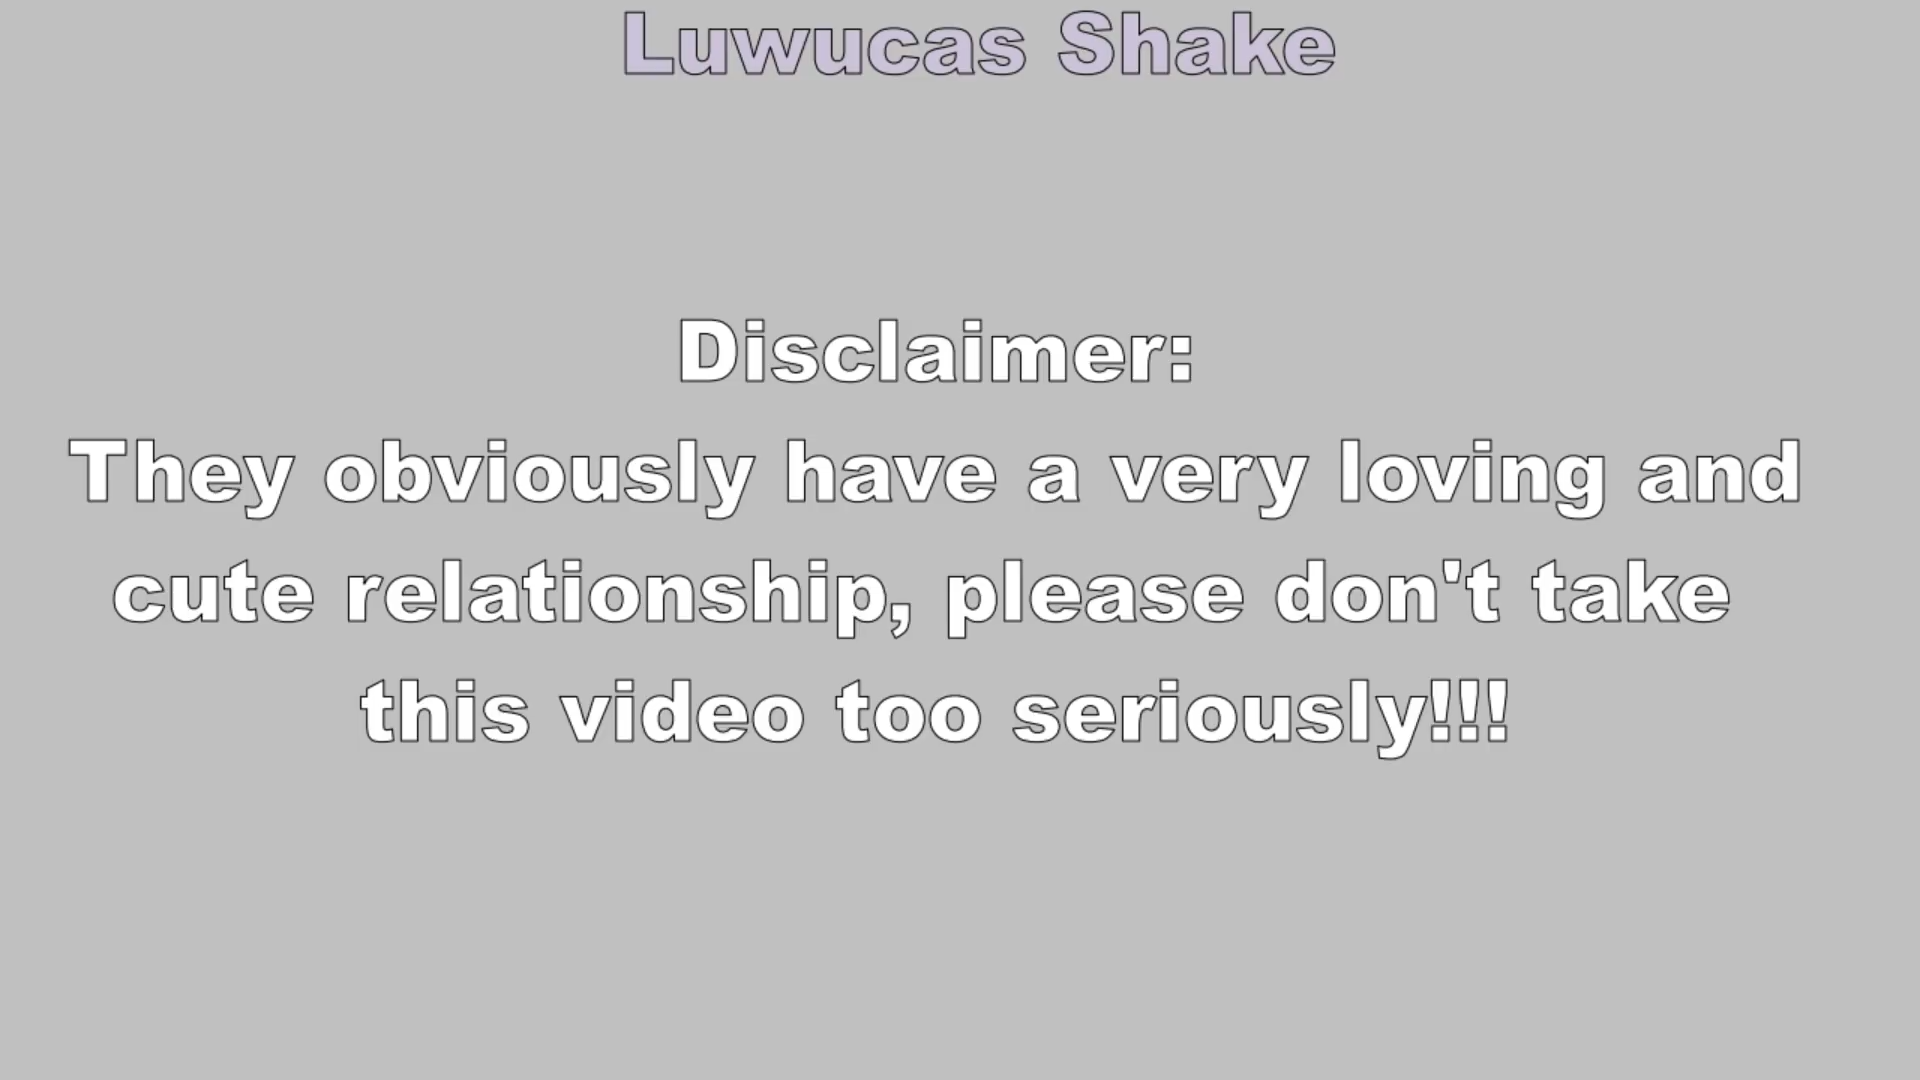 Luwucas Shake
Disclaimer:
They obviously have a very loving and
cute relationship, please don't take
this video too seriously!!!